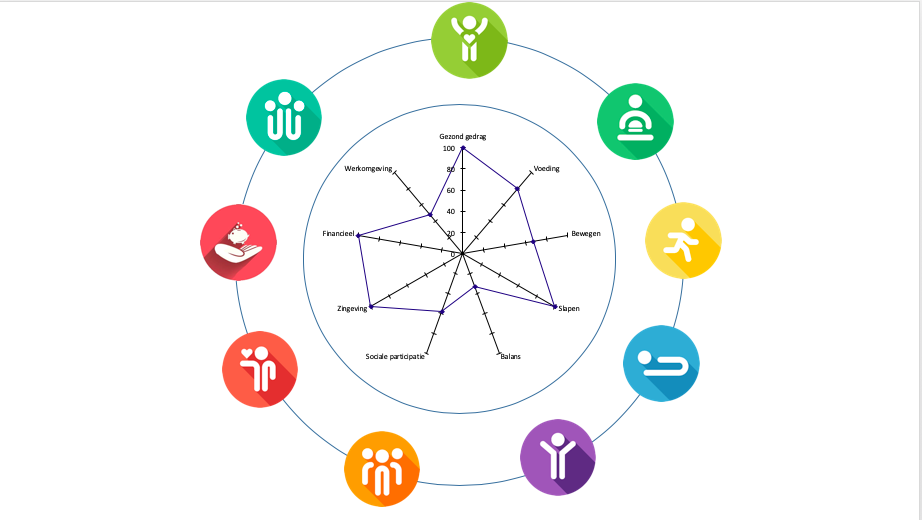 Gezond gedrag
100
80
60
40
20
0
Voeding
Bewegen
Slapen
Balans
Sociale participatie
Zingeving
Financieel
Werkomgeving